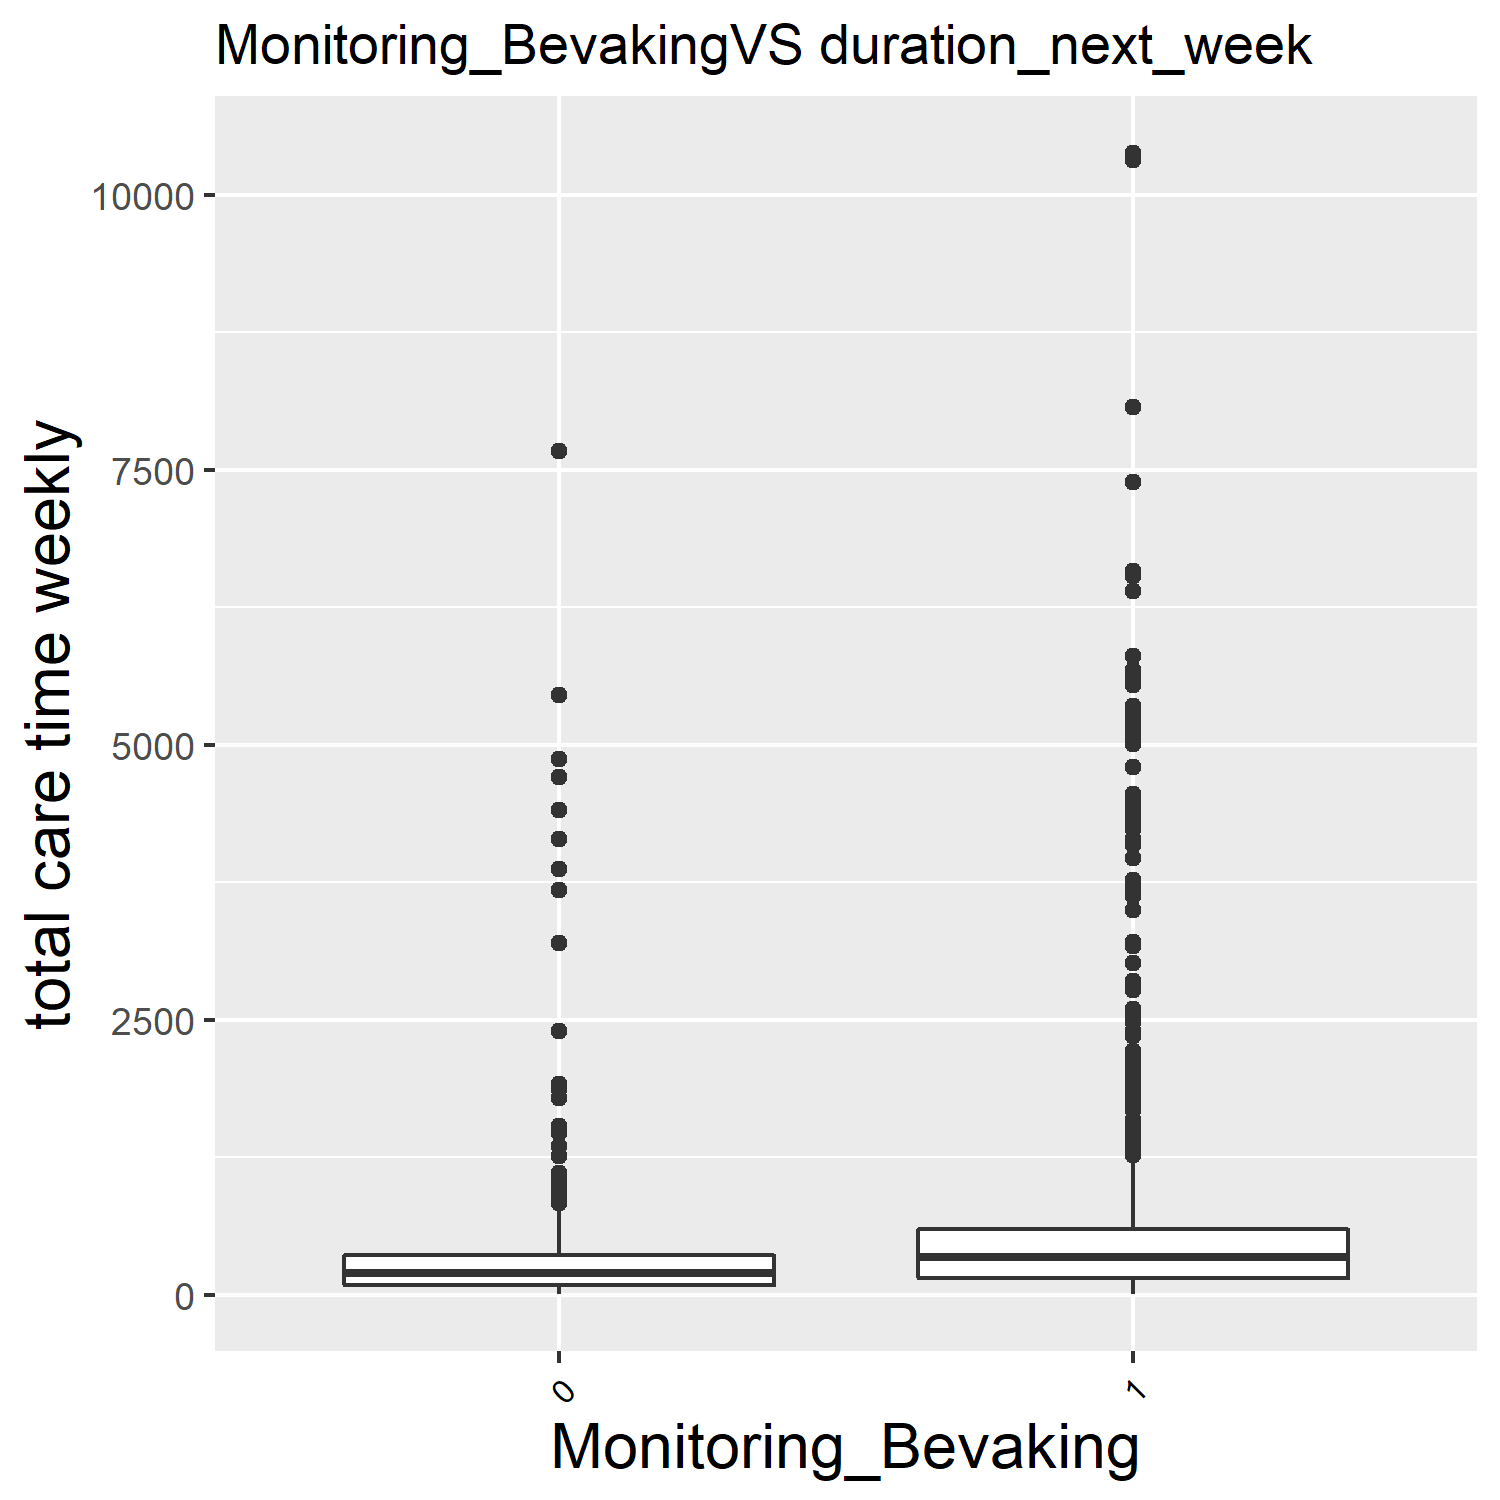 Monitoring_BevakingVS duration_next_week
total care time weekly
10000
7500
5000
2500
0
0
1
Monitoring_Bevaking